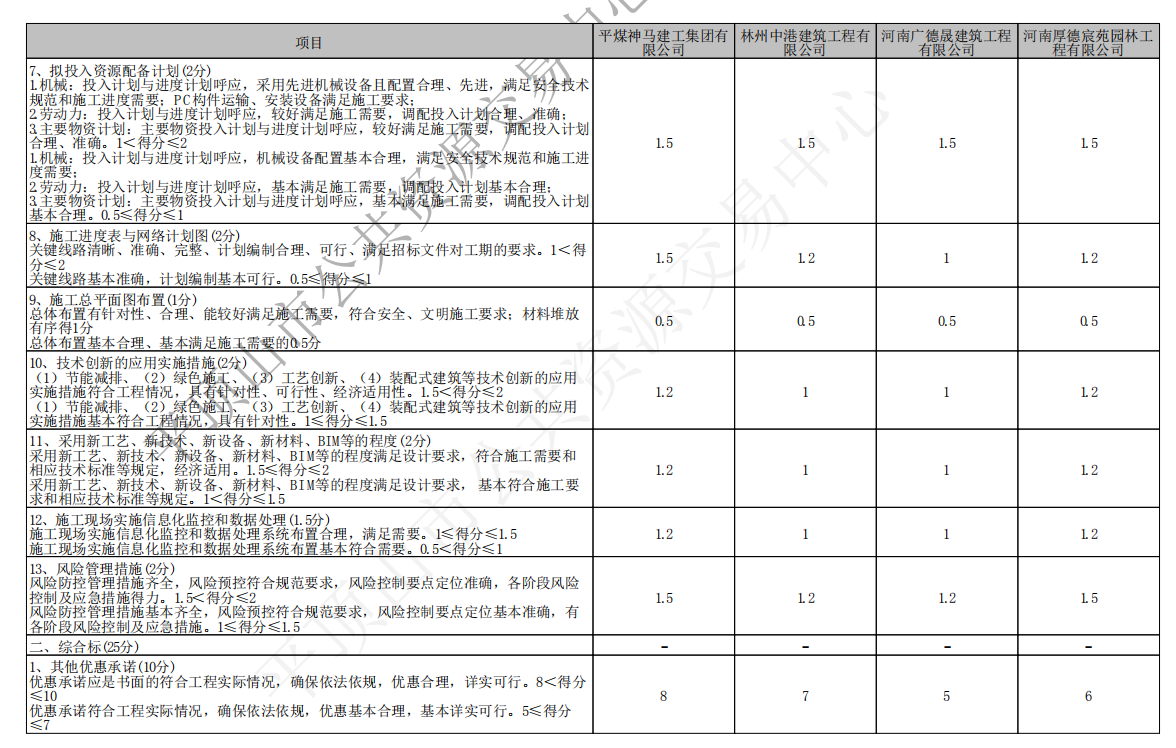 项目
平煤神马建工集团有
限公司
林州中港建筑工程有
限公司
河南广德晟建筑工程
有限公司
河南厚德宸苑园林工
程有限公司
7、拟投入资源配备计划(2分)
1.机械：投入计划与进度计划呼应，采用先进机械设备且配置合理、先进，满足安全技术
规范和施工进度需要；PC构件运输、安装设备满足施工要求；
2.劳动力：投入计划与进度计划呼应，较好满足施工需要，调配投入计划合理、准确；
3.主要物资计划：主要物资投入计划与进度计划呼应，较好满足施工需要，调配投入计划
合理、准确。1＜得分≤2
1.机械：投入计划与进度计划呼应，机械设备配置基本合理，满足安全技术规范和施工进
度需要；
2.劳动力：投入计划与进度计划呼应，基本满足施工需要，调配投入计划基本合理；
3.主要物资计划：主要物资投入计划与进度计划呼应，基本满足施工需要，调配投入计划
基本合理。0.5≤得分≤1
1.5
1.5
1.5
1.5
8、施工进度表与网络计划图(2分)
关键线路清晰、准确、完整、计划编制合理、可行、满足招标文件对工期的要求。1＜得
分≤2
关键线路基本准确，计划编制基本可行。0.5≤得分≤1
1.5
1.2
1
1.2
9、施工总平面图布置(1分)
总体布置有针对性、合理、能较好满足施工需要，符合安全、文明施工要求；材料堆放
有序得1分
总体布置基本合理、基本满足施工需要的0.5分
0.5
0.5
0.5
0.5
10、技术创新的应用实施措施(2分)
（1）节能减排、（2）绿色施工、（3）工艺创新、（4）装配式建筑等技术创新的应用
实施措施符合工程情况，具有针对性、可行性、经济适用性。1.5＜得分≤2
（1）节能减排、（2）绿色施工、（3）工艺创新、（4）装配式建筑等技术创新的应用
实施措施基本符合工程情况，具有针对性。1≤得分≤1.5
1.2
1
1
1.2
11、采用新工艺、新技术、新设备、新材料、BIM等的程度(2分)
采用新工艺、新技术、新设备、新材料、BIM等的程度满足设计要求，符合施工需要和
相应技术标准等规定，经济适用。1.5≤得分≤2
采用新工艺、新技术、新设备、新材料、BIM等的程度满足设计要求， 基本符合施工要
求和相应技术标准等规定。1＜得分≤1.5
1.2
1
1
1.2
12、施工现场实施信息化监控和数据处理(1.5分)
施工现场实施信息化监控和数据处理系统布置合理，满足需要。1≤得分≤1.5
施工现场实施信息化监控和数据处理系统布置基本符合需要。0.5＜得分≤1
1.2
1
1
1.2
13、风险管理措施(2分)
风险防控管理措施齐全，风险预控符合规范要求，风险控制要点定位准确，各阶段风险
控制及应急措施得力。1.5＜得分≤2
风险防控管理措施基本齐全，风险预控符合规范要求，风险控制要点定位基本准确，有
各阶段风险控制及应急措施。1≤得分≤1.5
1.5
1.2
1.2
1.5
二、综合标(25分)
－
－
－
－
1、其他优惠承诺(10分)
优惠承诺应是书面的符合工程实际情况，确保依法依规，优惠合理，详实可行。8＜得分
≤10
优惠承诺符合工程实际情况，确保依法依规，优惠基本合理，基本详实可行。5≤得分
≤7
8
7
5
6
平顶山市公共资源交易中心
平顶山市公共资源交易中心